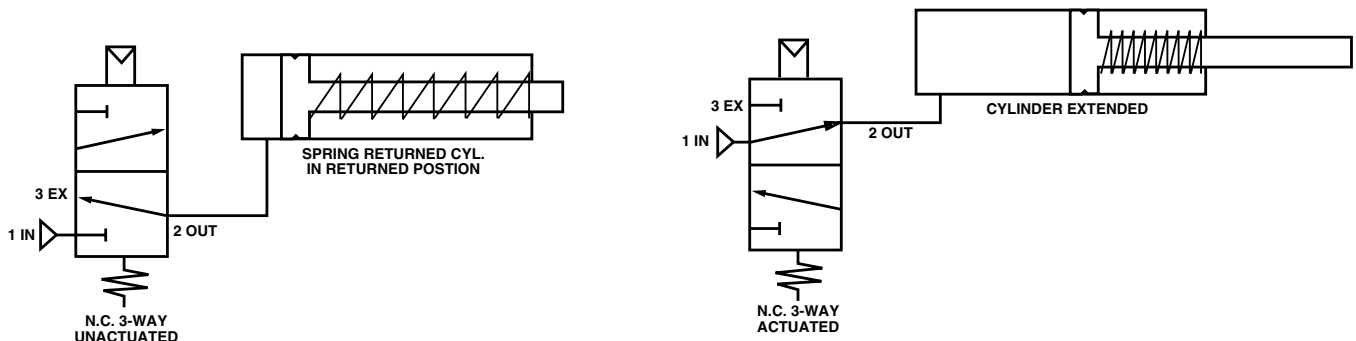 3 EX
1 IN
2 OUT
SPRING RETURNED CYL.
IN RETURNED POSTION
N.C. 3-WAY
UNACTUATED
3 EX
1 IN
2 OUT
CYLINDER EXTENDED
N.C. 3-WAY
ACTUATED